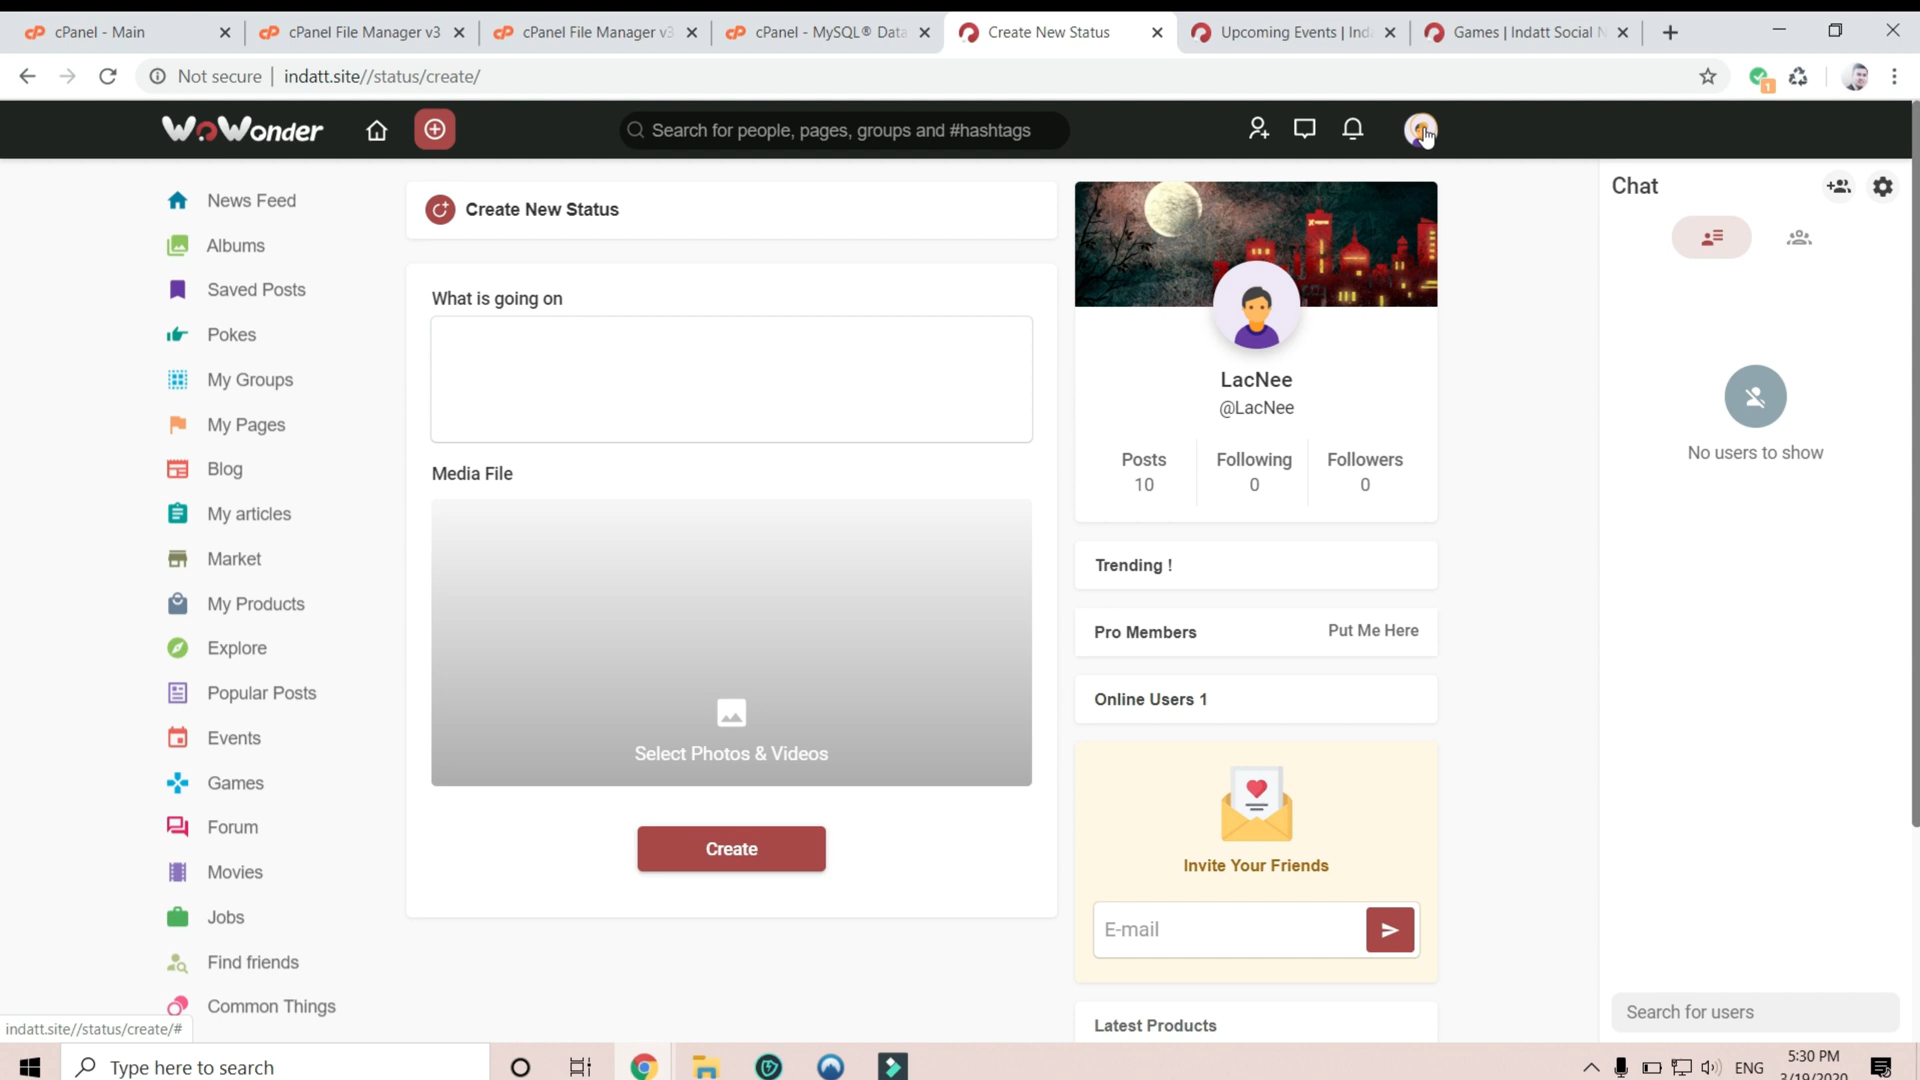 cPanel - Main
cPanel File Manager v3
cPanel File Manager v3
cPanel - MySQL® Data
Create New Status
Upcoming Events | Ind
Games | Indatt Social N
Not secure | indatt.site//status/create/
1
WoWonder
Search for people, pages, groups and #hashtags
News Feed
Albums
Saved Posts
Pokes
My Groups
My Pages
Blog
My articles
Market
My Products
Explore
Popular Posts
Events
Games
Forum
Movies
Jobs
Find friends
Common Things
Create New Status
What is going on
Media File
Select Photos & Videos
Create
LacNee
@LacNee
Posts Following Followers
10 0 0
Trending !
Pro Members Put Me Here
Online Users 1
Invite Your Friends
E-mail
Latest Products
Chat
No users to show
Search for users
indatt.site//status/create/#
Type here to search
ENG
5:30 PM
3/19/2020